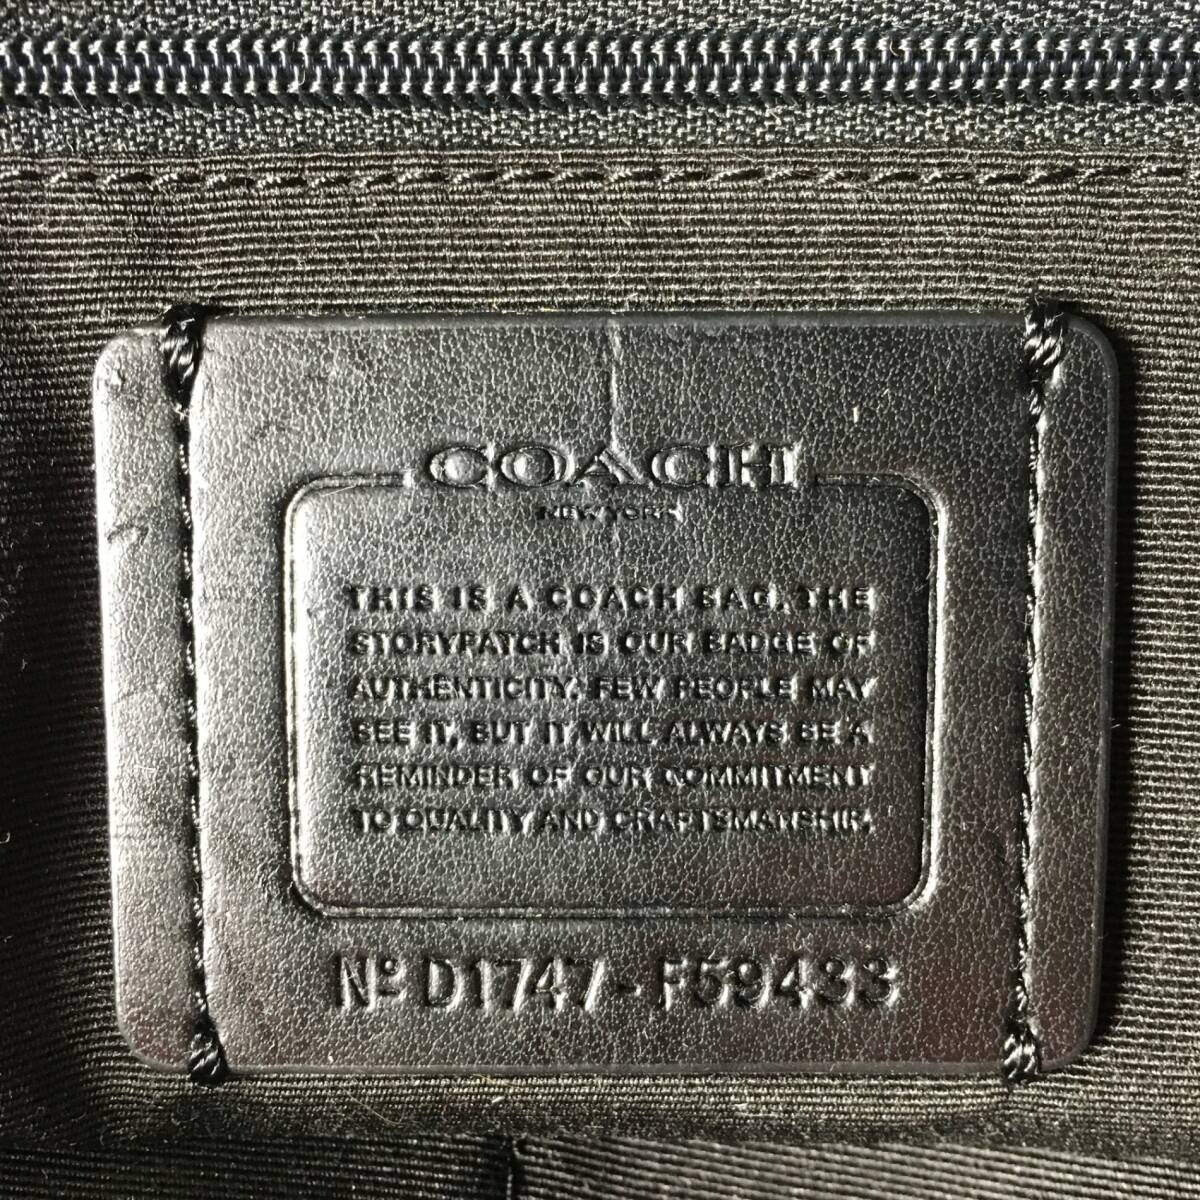 COACH
NEW YORK
THIS IS A COACH BAG. THE
STORYPATCH IS OUR BADGE OF
AUTHENTICITY. FEW PEOPLE MAY
SEE IT, BUT IT WILL ALWAYS BE A
REMINDER OF OUR COMMITMENT
TO QUALITY AND CRAFTSMANSHIP.
Nº D1747-F59433